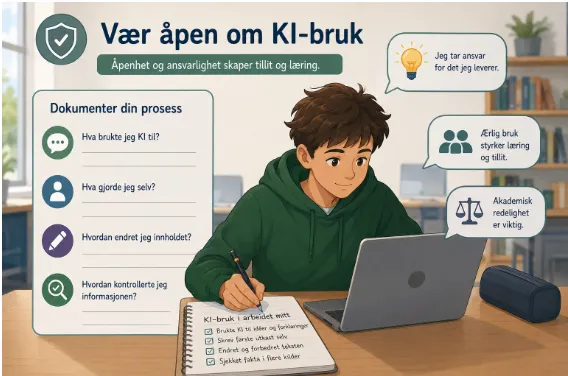 Vær åpen om KI-bruk
Åpenhet og ansvarlighet skaper tillit og læring.
Dokumenter din prosess
Hva brukte jeg KI til?
Hva gjorde jeg selv?
Hvordan endret jeg innholdet?
Hvordan kontrollerte jeg
informasjonen?
Jeg tar ansvar
for det jeg leverer.
Ærlig bruk
styrker læring
og tillit.
Akademisk
redelighet
er viktig.
KI-bruk i arbeidet mitt
Brukte KI til idéer og forklaringer
Skrev første utkast selv
Endret og forbedret teksten
Sjekket fakta i flere kilder